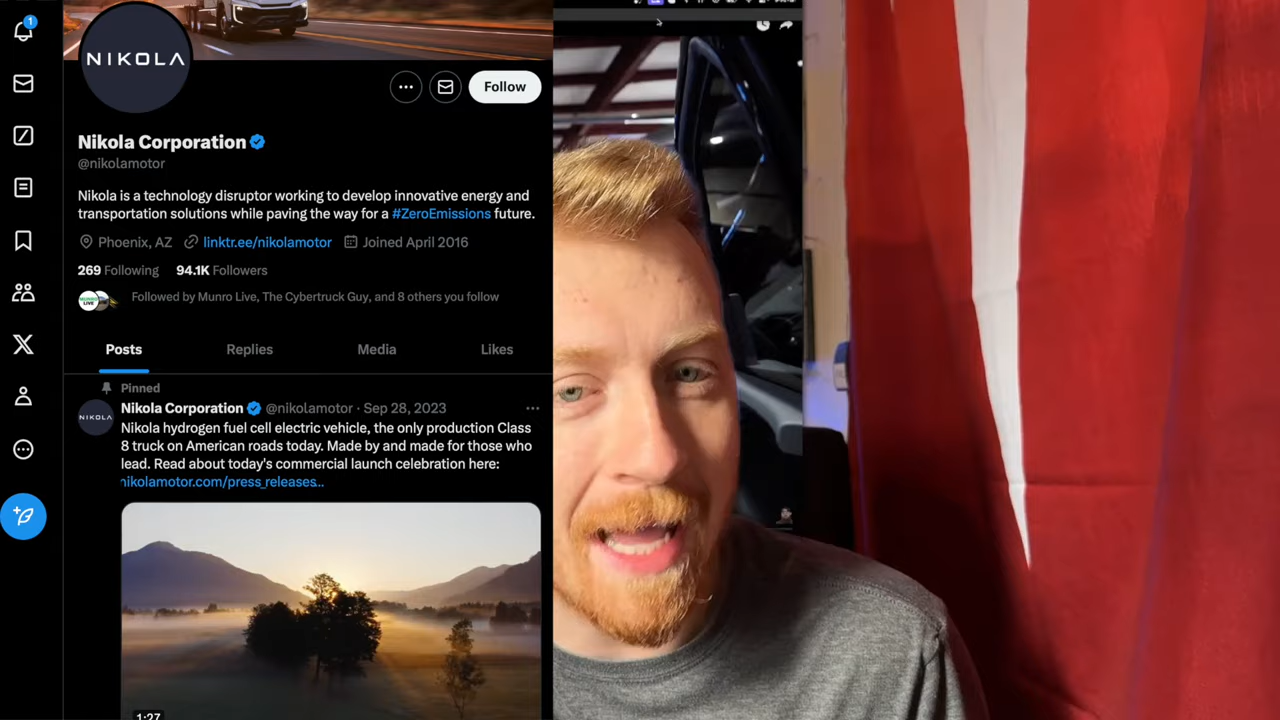 1
NIKOLA
Follow
Nikola Corporation
@nikolamotor
Nikola is a technology disruptor working to develop innovative energy and
transportation solutions while paving the way for a #ZeroEmissions future.
Phoenix, AZ linktr.ee/nikolamotor Joined April 2016
269 Following 94.1K Followers
Followed by Munro Live, The Cybertruck Guy, and 8 others you follow
Posts Replies Media Likes
Pinned
NIKOLA
Nikola Corporation @nikolamotor · Sep 28, 2023
Nikola hydrogen fuel cell electric vehicle, the only production Class
8 truck on American roads today. Made by and made for those who
lead. Read about today's commercial launch celebration here:
nikolamotor.com/press_releases…
1:27